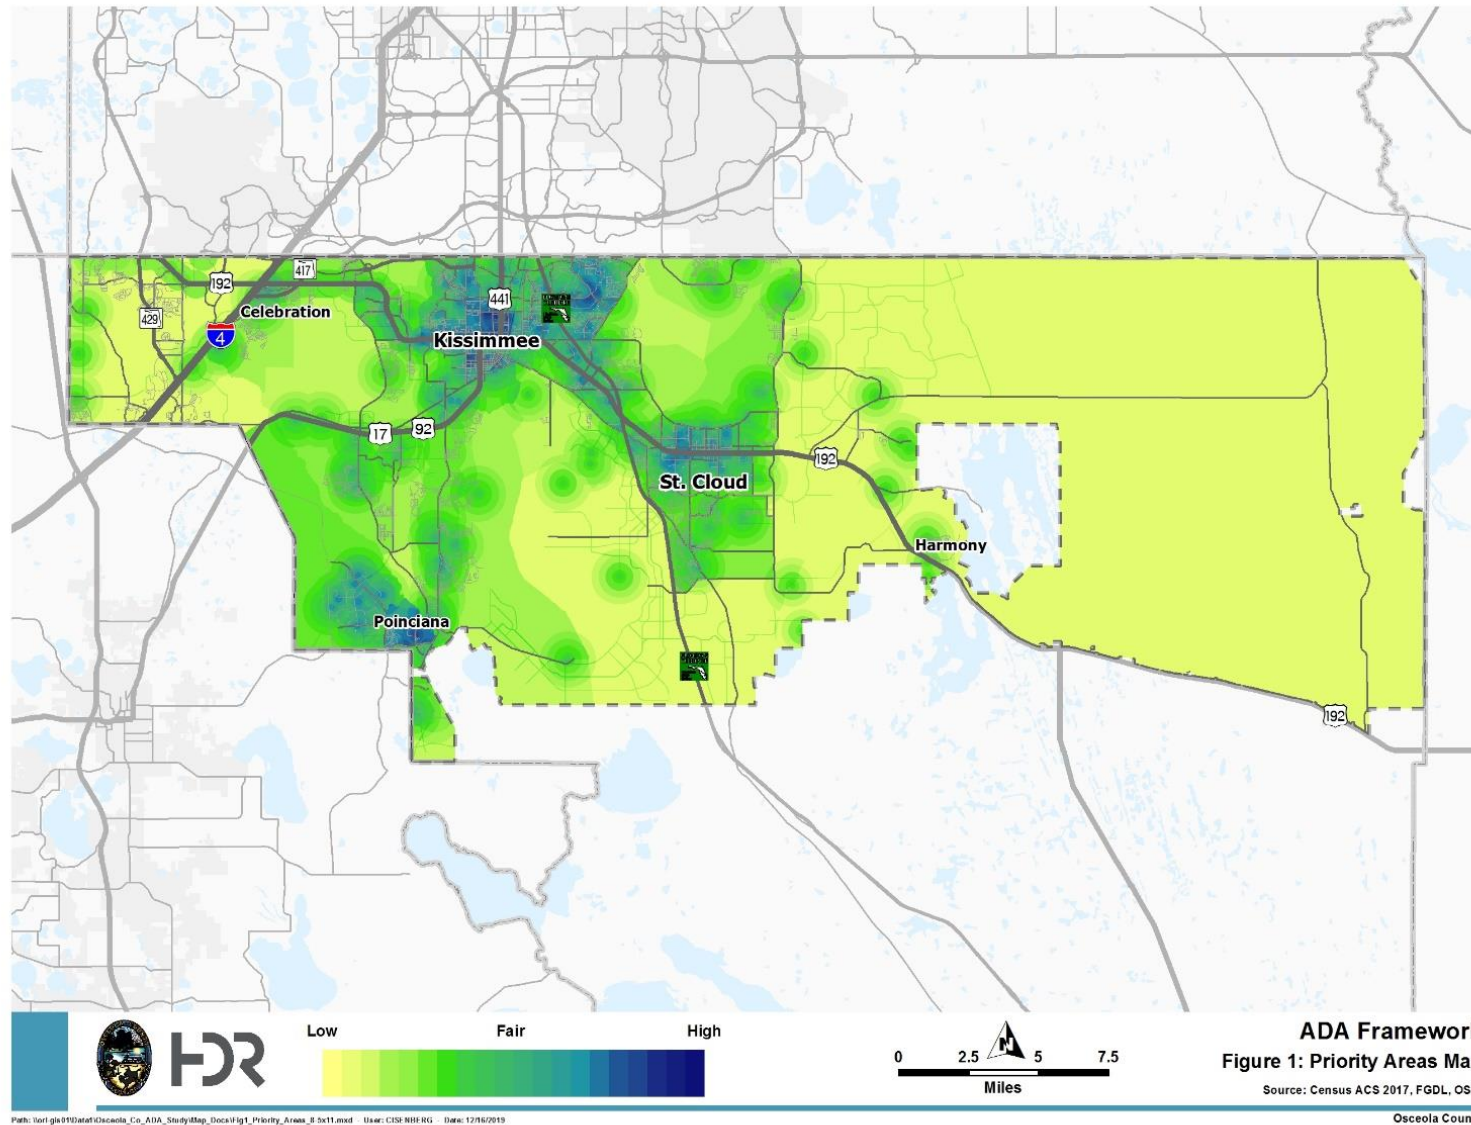 192
417
Celebration
429
4
441
Kissimmee
17
92
St. Cloud
192
Harmony
Poinciana
192
HDR
Low
Fair
High
0
2.5
N
5
7.5
Miles
ADA Framewor
Figure 1: Priority Areas Ma
Source: Census ACS 2017, FGDL, OS
Osceola Coun